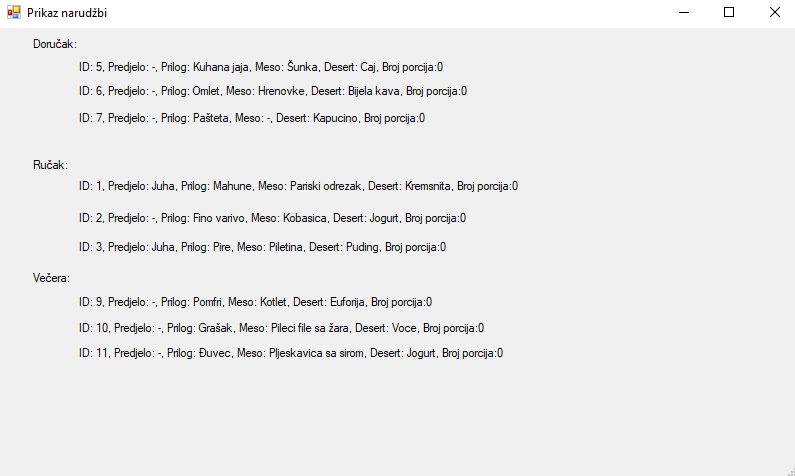 Prikaz narudžbi
Doručak:
ID: 5, Predjelo: -, Prilog: Kuhana jaja, Meso: Šunka, Desert: Caj, Broj porcija:0
ID: 6, Predjelo: -, Prilog: Omlet, Meso: Hrenovke, Desert: Bijela kava, Broj porcija:0
ID: 7, Predjelo: -, Prilog: Pašteta, Meso: -, Desert: Kapucino, Broj porcija:0
Ručak:
ID: 1, Predjelo: Juha, Prilog: Mahune, Meso: Pariski odrezak, Desert: Kremsnita, Broj porcija:0
ID: 2, Predjelo: -, Prilog: Fino varivo, Meso: Kobasica, Desert: Jogurt, Broj porcija:0
ID: 3, Predjelo: Juha, Prilog: Pire, Meso: Piletina, Desert: Puding, Broj porcija:0
Večera:
ID: 9, Predjelo: -, Prilog: Pomfri, Meso: Kotlet, Desert: Euforija, Broj porcija:0
ID: 10, Predjelo: -, Prilog: Grašak, Meso: Pileci file sa žara, Desert: Voce, Broj porcija:0
ID: 11, Predjelo: -, Prilog: Đuvec, Meso: Pljeskavica sa sirom, Desert: Jogurt, Broj porcija:0